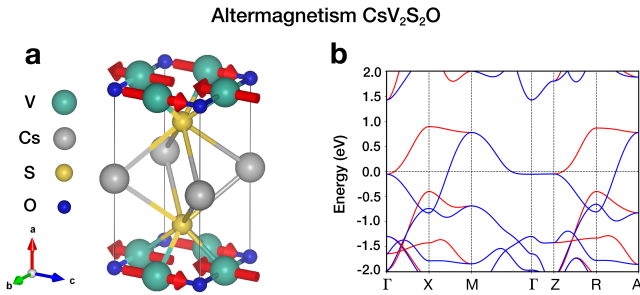 Altermagnetism CsV₂S₂O
a
V
Cs
S
O
a
b
c
b
Energy (eV)
2.0
1.5
1.0
0.5
0.0
-0.5
-1.0
-1.5
-2.0
Γ X M Γ Z R A